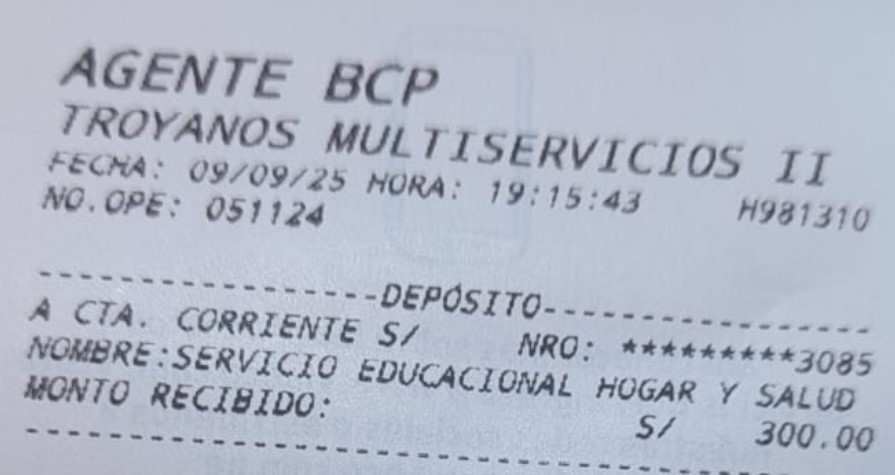 AGENTE BCP
TROYANOS MULTISERVICIOS II
FECHA: 09/09/25 HORA: 19:15:43 H981310
NO.OPE: 051124
-----------------DEPÓSITO-----------------
A CTA. CORRIENTE S/ NRO: *********3085
NOMBRE:SERVICIO EDUCACIONAL HOGAR Y SALUD
MONTO RECIBIDO: S/ 300.00